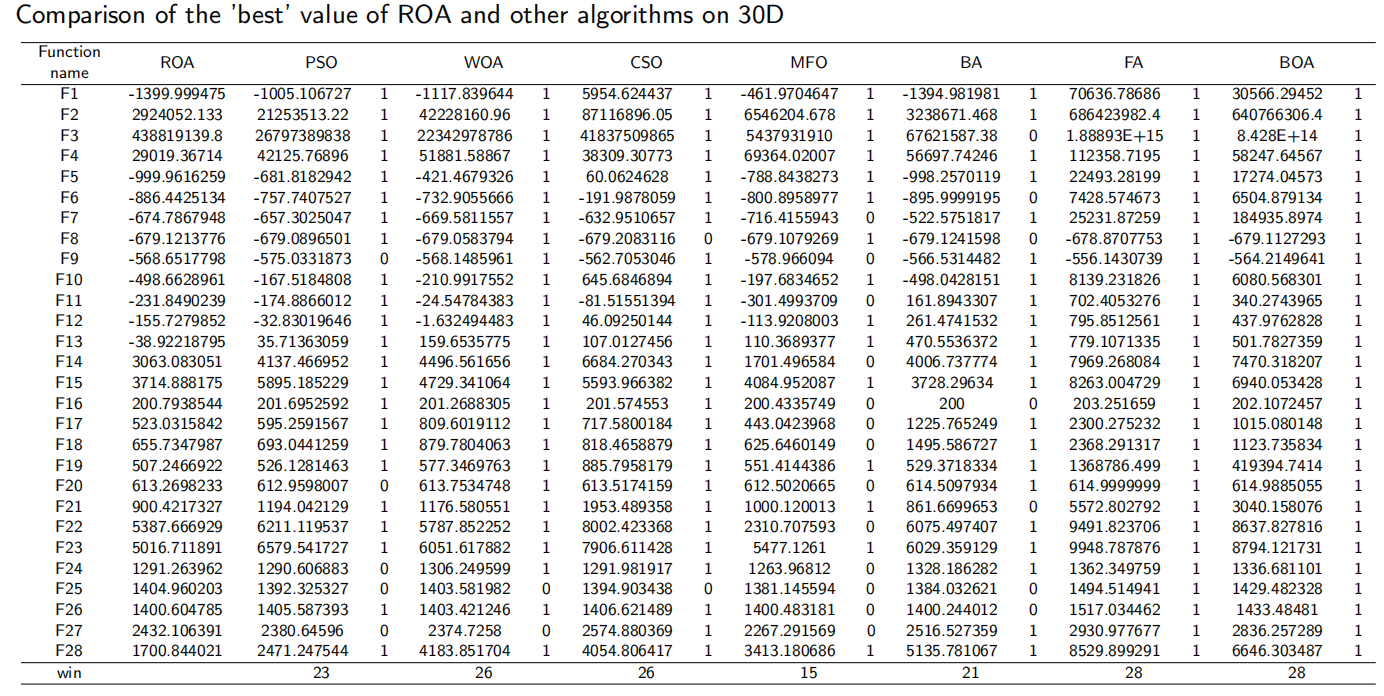 Comparison of the 'best' value of ROA and other algorithms on 30D
Function name ROA PSO WOA CSO MFO BA FA BOA
F1 -1399.999475 -1005.106727 1 -1117.839644 1 5954.624437 1 -461.9704647 1 -1394.981981 1 70636.78686 1 30566.29452 1
F2 2924052.133 21253513.22 1 42228160.96 1 87116896.05 1 6546204.678 1 3238671.468 1 686423982.4 1 640766306.4 1
F3 438819139.8 26797389838 1 22342978786 1 41837509865 1 5437931910 1 67621587.38 0 1.88893E+15 1 8.428E+14 1
F4 29019.36714 42125.76896 1 51881.58867 1 38309.30773 1 69364.02007 1 56697.74246 1 112358.7195 1 58247.64567 1
F5 -999.9616259 -681.8182942 1 -421.4679326 1 60.0624628 1 -788.8438273 1 -998.2570119 1 22493.28199 1 17274.04573 1
F6 -886.4425134 -757.7407527 1 -732.9055666 1 -191.9878059 1 -800.8958977 1 -895.9999195 0 7428.574673 1 6504.879134 1
F7 -674.7867948 -657.3025047 1 -669.5811557 1 -632.9510657 1 -716.4155943 0 -522.5751817 1 25231.87259 1 184935.8974 1
F8 -679.1213776 -679.0896501 1 -679.0583794 1 -679.2083116 0 -679.1079269 1 -679.1241598 0 -678.8707753 1 -679.1127293 1
F9 -568.6517798 -575.0331873 0 -568.1485961 1 -562.7053046 1 -578.966094 0 -566.5314482 1 -556.1430739 1 -564.2149641 1
F10 -498.6628961 -167.5184808 1 -210.9917552 1 645.6846894 1 -197.6834652 1 -498.0428151 1 8139.231826 1 6080.568301 1
F11 -231.8490239 -174.8866012 1 -24.54784383 1 -81.51551394 1 -301.4993709 0 161.8943307 1 702.4053276 1 340.2743965 1
F12 -155.7279852 -32.83019646 1 -1.632494483 1 46.09250144 1 -113.9208003 1 261.4741532 1 795.8512561 1 437.9762828 1
F13 -38.92218795 35.71363059 1 159.6535775 1 107.0127456 1 110.3689377 1 470.5536372 1 779.1071335 1 501.7827359 1
F14 3063.083051 4137.466952 1 4496.561656 1 6684.270343 1 1701.496584 0 4006.737774 1 7969.268084 1 7470.318207 1
F15 3714.888175 5895.185229 1 4729.341064 1 5593.966382 1 4084.952087 1 3728.29634 1 8263.004729 1 6940.053428 1
F16 200.7938544 201.6952592 1 201.2688305 1 201.574553 1 200.4335749 0 200 0 203.251659 1 202.1072457 1
F17 523.0315842 595.2591567 1 809.6019112 1 717.5800184 1 443.0423968 0 1225.765249 1 2300.275232 1 1015.080148 1
F18 655.7347987 693.0441259 1 879.7804063 1 818.4658879 1 625.6460149 0 1495.586727 1 2368.291317 1 1123.735834 1
F19 507.2466922 526.1281463 1 577.3469763 1 885.7958179 1 551.4144386 1 529.3718334 1 1368786.499 1 419394.7414 1
F20 613.2698233 612.9598007 0 613.7534748 1 613.5174159 1 612.5020665 0 614.5097934 1 614.9999999 1 614.9885055 1
F21 900.4217327 1194.042129 1 1176.580551 1 1953.489358 1 1000.120013 1 861.6699653 0 5572.802792 1 3040.158076 1
F22 5387.666929 6211.119537 1 5787.852252 1 8002.423368 1 2310.707593 0 6075.497407 1 9491.823706 1 8637.827816 1
F23 5016.711891 6579.541727 1 6051.617882 1 7906.611428 1 5477.1261 1 6029.359129 1 9948.787876 1 8794.121731 1
F24 1291.263962 1290.606883 0 1306.249599 1 1291.981917 1 1263.96812 0 1328.186282 1 1362.349759 1 1336.681101 1
F25 1404.960203 1392.325327 0 1403.581982 0 1394.903438 0 1381.145594 0 1384.032621 0 1494.514941 1 1429.482328 1
F26 1400.604785 1405.587393 1 1403.421246 1 1406.621489 1 1400.483181 0 1400.244012 0 1517.034462 1 1433.48481 1
F27 2432.106391 2380.64596 0 2374.7258 0 2574.880369 1 2267.291569 0 2516.527359 1 2930.977677 1 2836.257289 1
F28 1700.844021 2471.247544 1 4183.851704 1 4054.806417 1 3413.180686 1 5135.781067 1 8529.899291 1 6646.303487 1
win 23 26 26 15 21 28 28